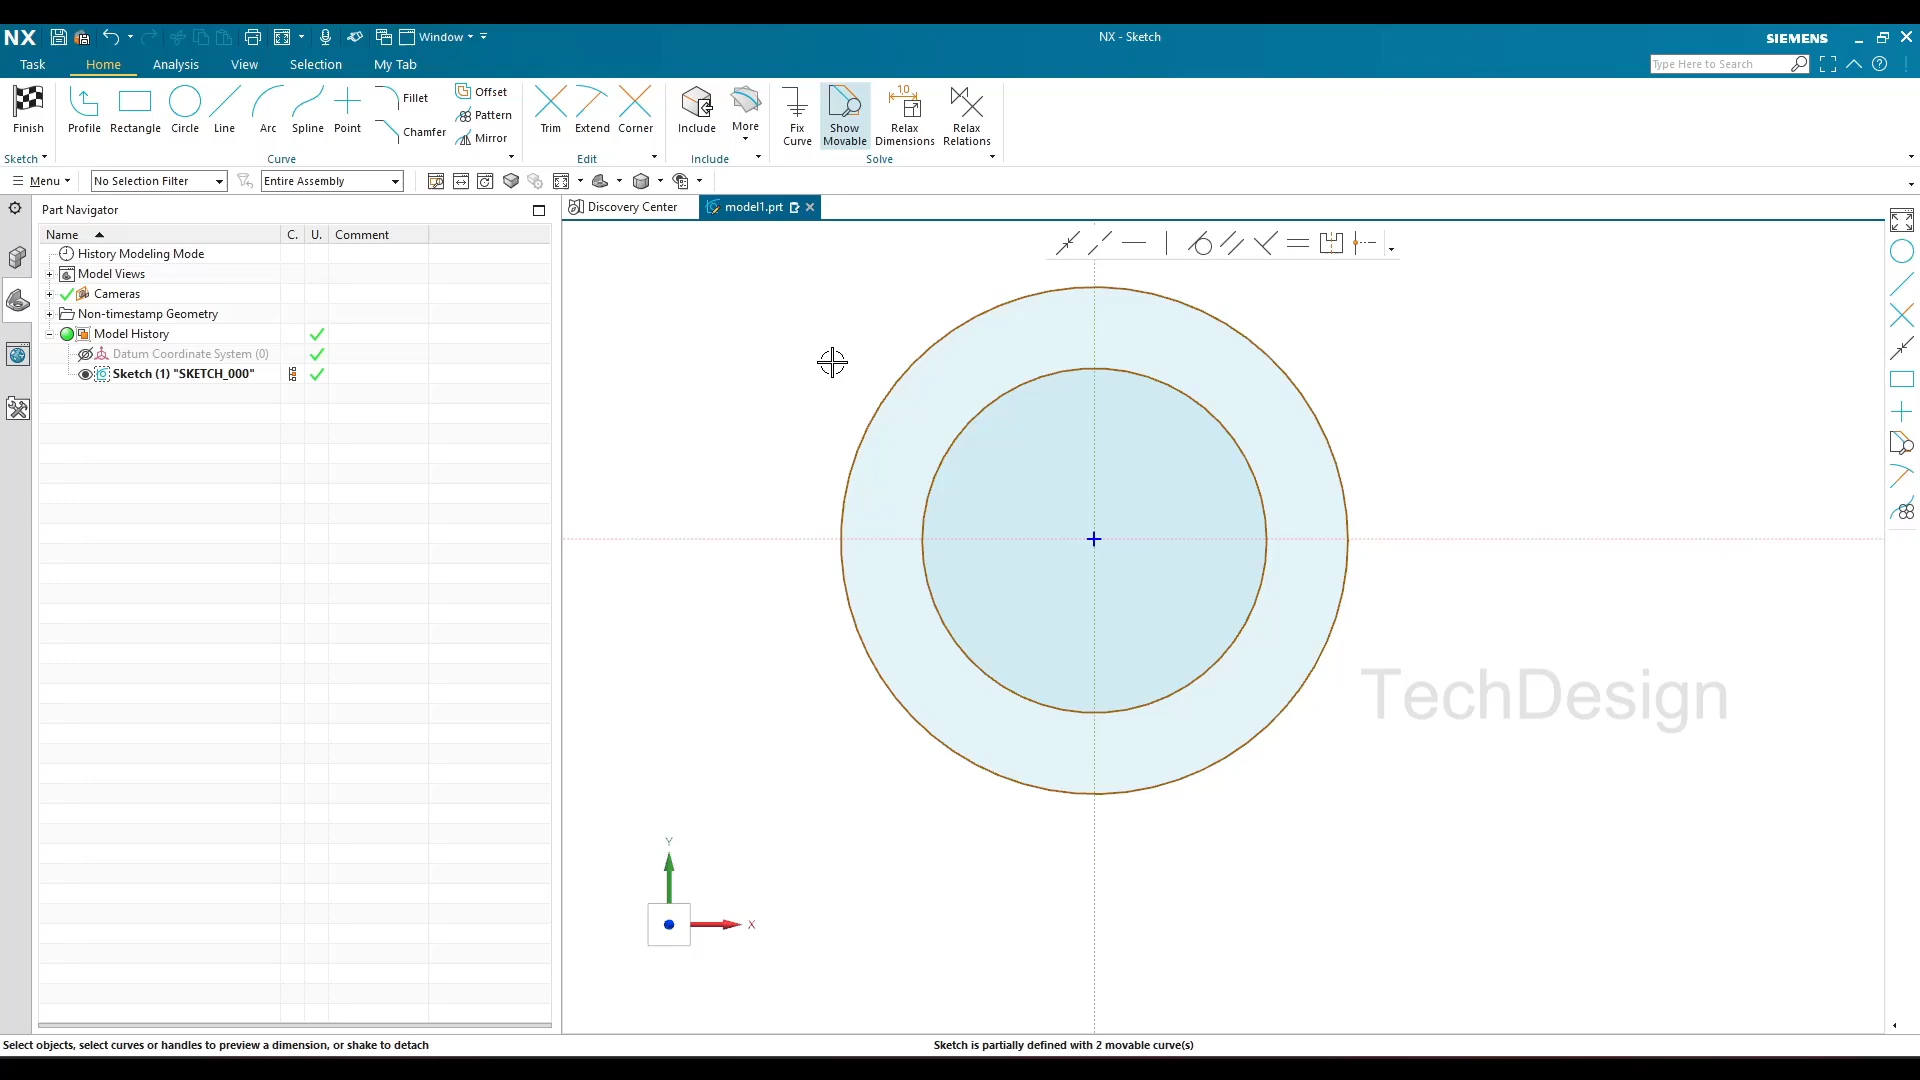 NX
Window
NX - Sketch
SIEMENS
Task
Home
Analysis
View
Selection
My Tab
Type Here to Search
Finish
Profile
Rectangle
Circle
Line
Arc
Spline
Point
Fillet
Chamfer
Offset
Pattern
Mirror
Trim
Extend
Corner
Include
More
Fix
Curve
Show
Movable
1,0
Relax
Dimensions
Relax
Relations
Sketch
Curve
Edit
Include
Solve
Menu
No Selection Filter
Entire Assembly
Part Navigator
Discovery Center
model1.prt
Name
C.
U.
Comment
History Modeling Mode
Model Views
Cameras
Non-timestamp Geometry
Model History
Datum Coordinate System (0)
Sketch (1) "SKETCH_000"
TechDesign
Y
X
Select objects, select curves or handles to preview a dimension, or shake to detach
Sketch is partially defined with 2 movable curve(s)